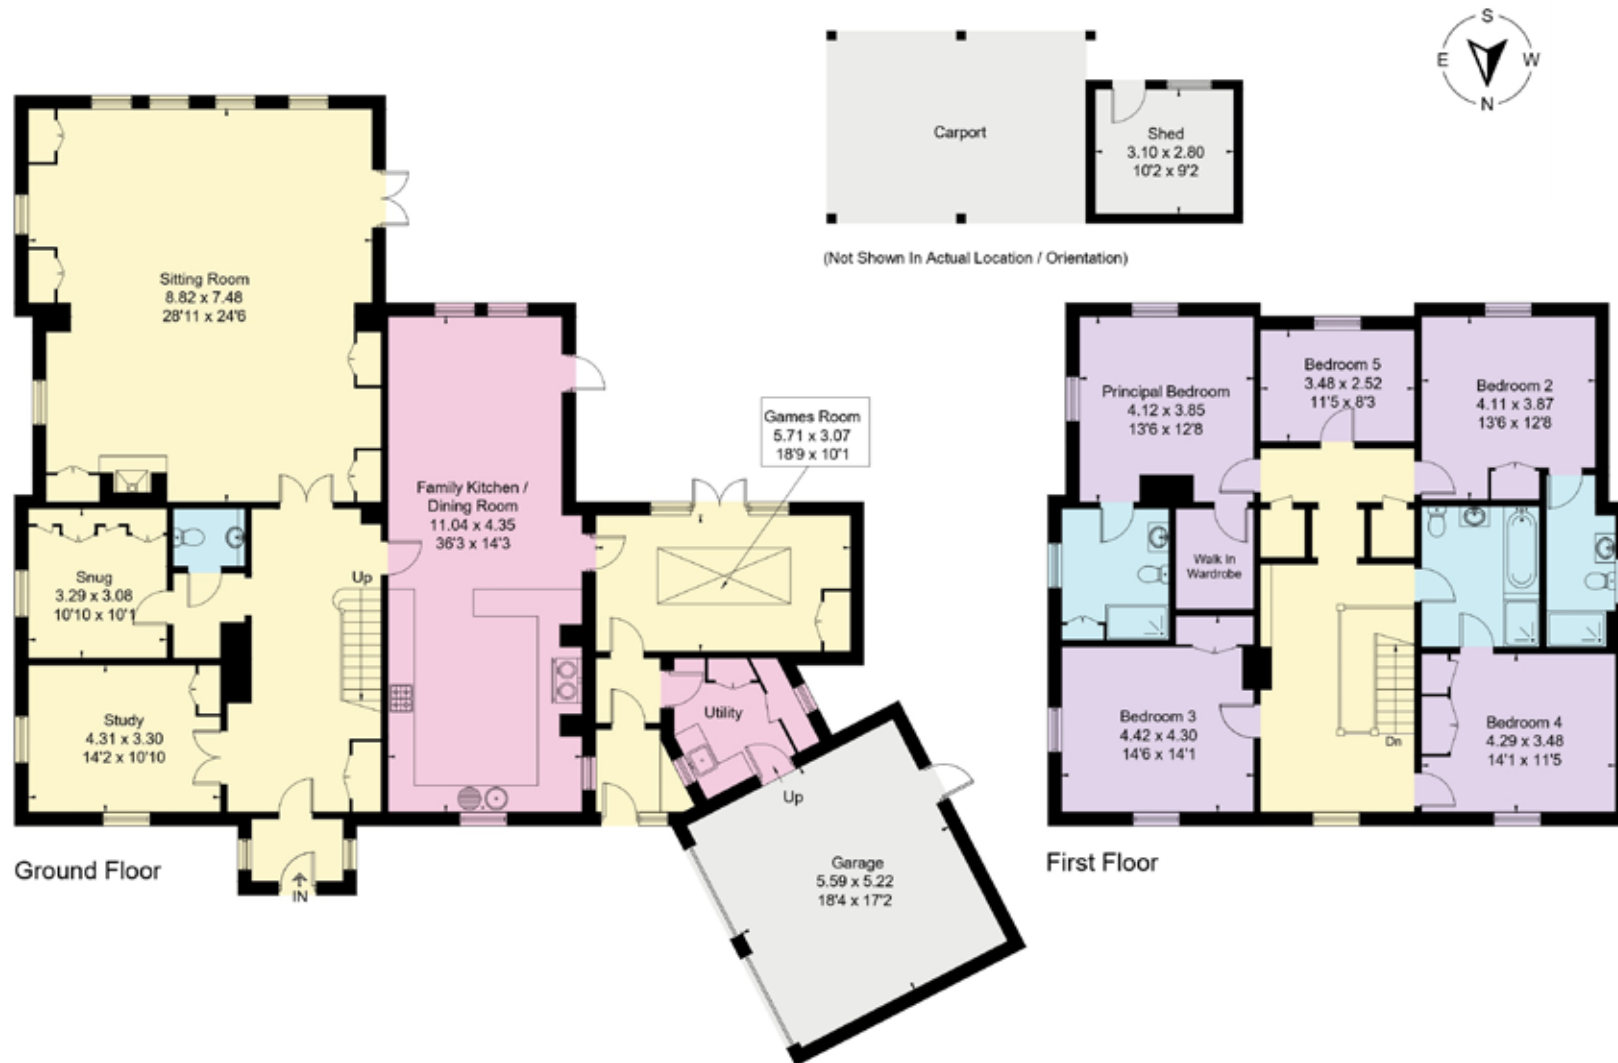 S
E
W
N
Carport
Shed
3.10 x 2.80
10'2 x 9'2
(Not Shown In Actual Location / Orientation)
Sitting Room
8.82 x 7.48
28'11 x 24'6
Family Kitchen /
Dining Room
11.04 x 4.35
36'3 x 14'3
Games Room
5.71 x 3.07
18'9 x 10'1
Snug
3.29 x 3.08
10'10 x 10'1
Up
Study
4.31 x 3.30
14'2 x 10'10
Utility
Up
Garage
5.59 x 5.22
18'4 x 17'2
IN
Ground Floor
Principal Bedroom
4.12 x 3.85
13'6 x 12'8
Bedroom 5
3.48 x 2.52
11'5 x 8'3
Bedroom 2
4.11 x 3.87
13'6 x 12'8
Walk In
Wardrobe
Bedroom 3
4.42 x 4.30
14'6 x 14'1
Dn
Bedroom 4
4.29 x 3.48
14'1 x 11'5
First Floor